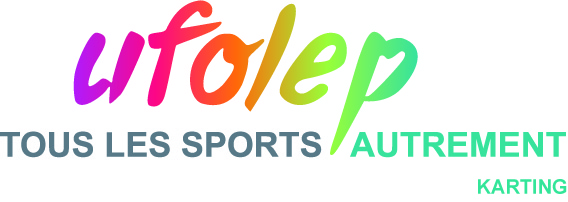 ufolep
TOUS LES SPORTS AUTREMENT
KARTING